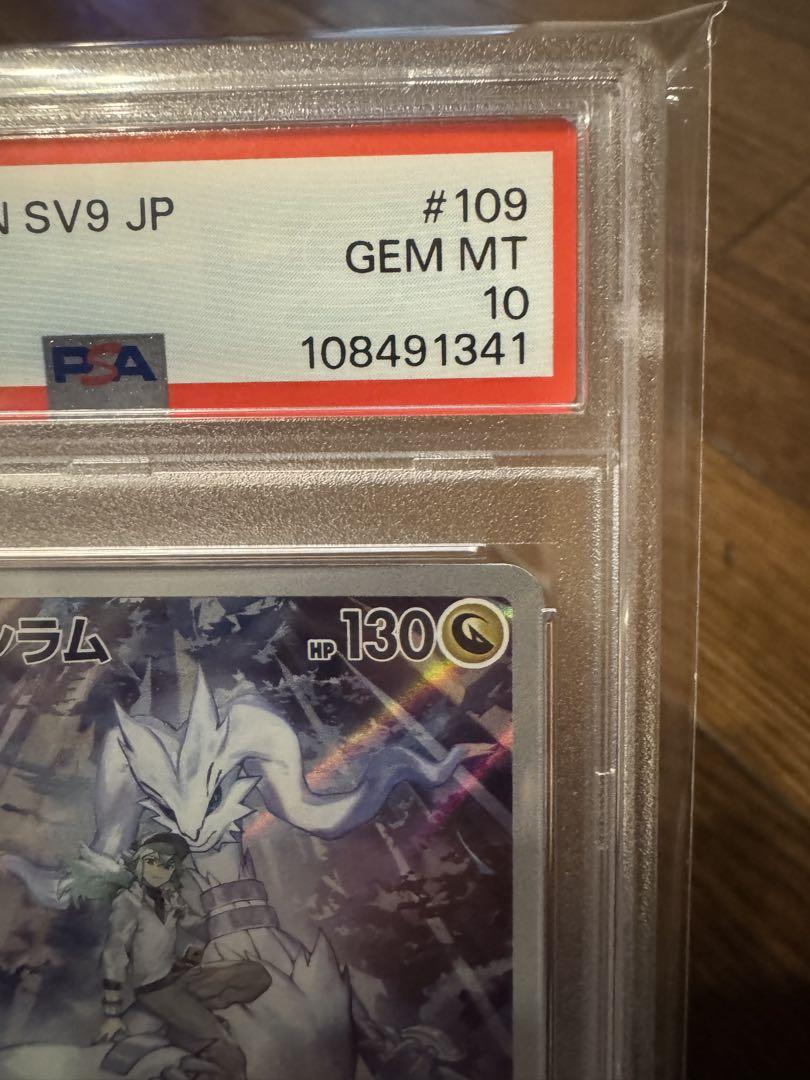 SV9 JP
#109
GEM MT
10
PSA
108491341
ラム
HP 130